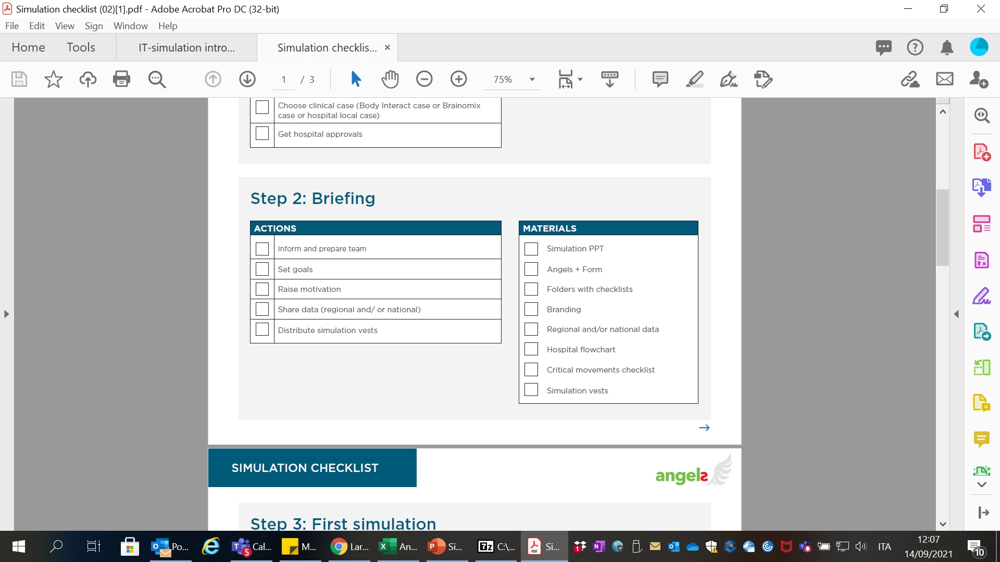 Simulation checklist (02)[1].pdf - Adobe Acrobat Pro DC (32-bit)
File Edit View Sign Window Help
Home Tools IT-simulation intro... Simulation checklis... ×
1 / 3 75%
Choose clinical case (Body Interact case or Brainomix
case or hospital local case)
Get hospital approvals
Step 2: Briefing
ACTIONS
Inform and prepare team
Set goals
Raise motivation
Share data (regional and/ or national)
Distribute simulation vests
MATERIALS
Simulation PPT
Angels + Form
Folders with checklists
Branding
Regional and/or national data
Hospital flowchart
Critical movements checklist
Simulation vests
→
SIMULATION CHECKLIST
angels
Step 3: First simulation
Po... Cal... M... Lar... An... Si... C:\... Si... ITA
5
7z
PDF
1
12:07
14/09/2021
10